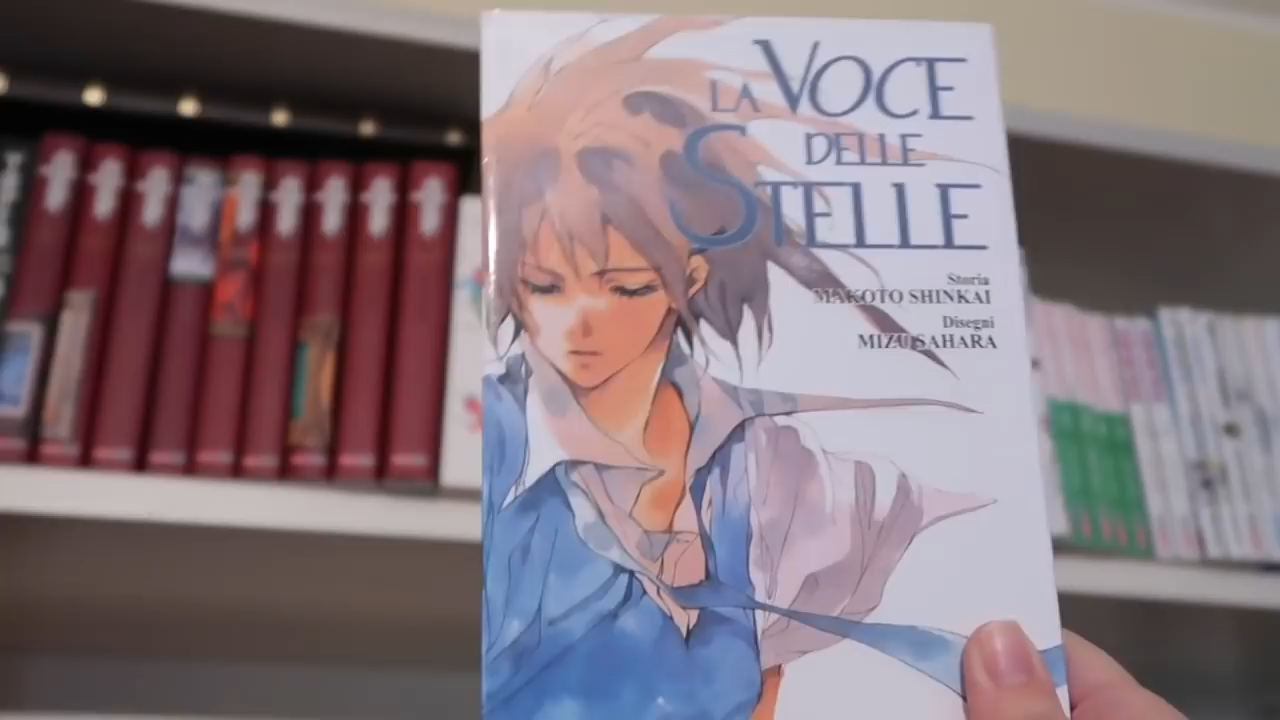 LA VOCE
DELLE
STELLE
Storia
MAKOTO SHINKAI
Disegni
MIZU SAHARA